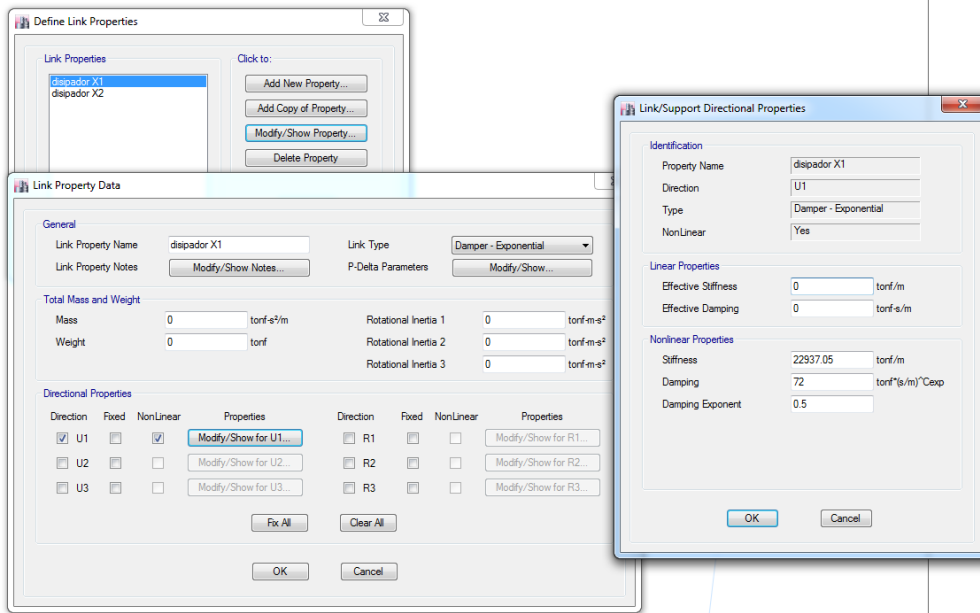 Define Link Properties
Link Properties
disipador X1
disipador X2
Click to:
Add New Property...
Add Copy of Property...
Modify/Show Property...
Delete Property
Link Property Data
General
Link Property Name disipador X1 Link Type Damper - Exponential
Link Property Notes Modify/Show Notes... P-Delta Parameters Modify/Show...
Total Mass and Weight
Mass 0 tonf-s²/m Rotational Inertia 1 0 tonf-m-s²
Weight 0 tonf Rotational Inertia 2 0 tonf-m-s²
Rotational Inertia 3 0 tonf-m-s²
Directional Properties
Direction Fixed NonLinear Properties Direction Fixed NonLinear Properties
U1 Modify/Show for U1... R1 Modify/Show for R1...
U2 Modify/Show for U2... R2 Modify/Show for R2...
U3 Modify/Show for U3... R3 Modify/Show for R3...
Fix All Clear All
OK Cancel
Link/Support Directional Properties
Identification
Property Name disipador X1
Direction U1
Type Damper - Exponential
NonLinear Yes
Linear Properties
Effective Stiffness 0 tonf/m
Effective Damping 0 tonf-s/m
Nonlinear Properties
Stiffness 22937.05 tonf/m
Damping 72 tonf*(s/m)^Cexp
Damping Exponent 0.5
OK Cancel